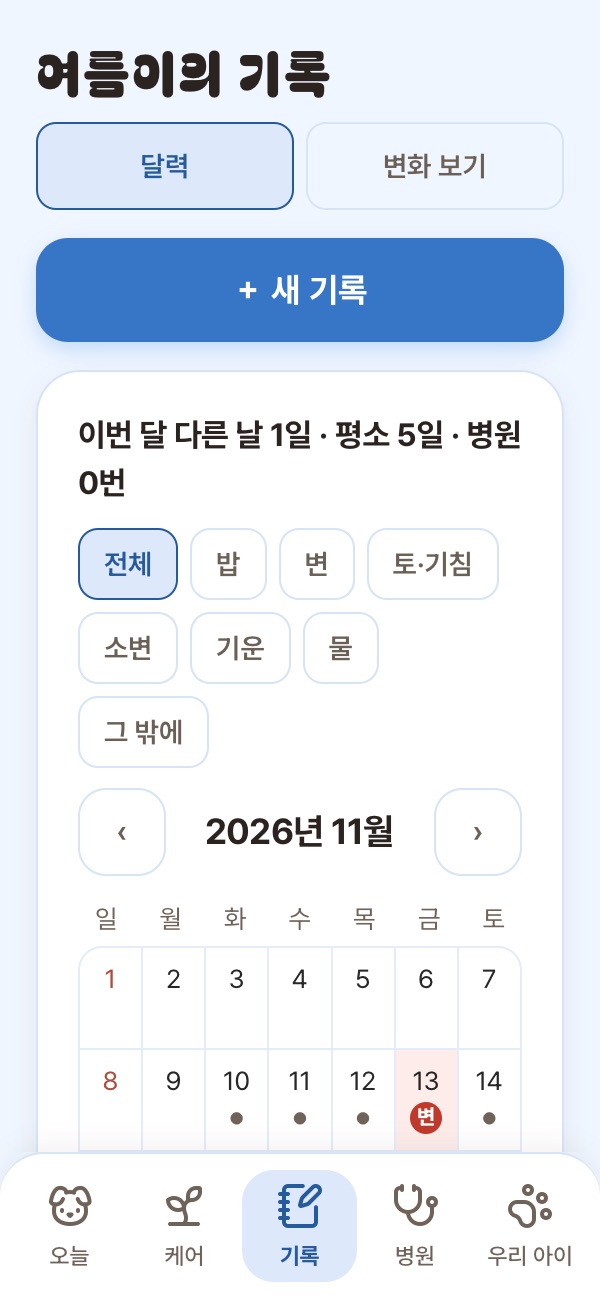 여름이의 기록
달력
변화 보기
+ 새 기록
이번 달 다른 날 1일 · 평소 5일 · 병원
0번
전체
밥
변
토·기침
소변
기운
물
그 밖에
‹
2026년 11월
›
일 월 화 수 목 금 토
1 2 3 4 5 6 7
8 9 10 11 12 13 14
변
오늘
케어
기록
병원
우리 아이